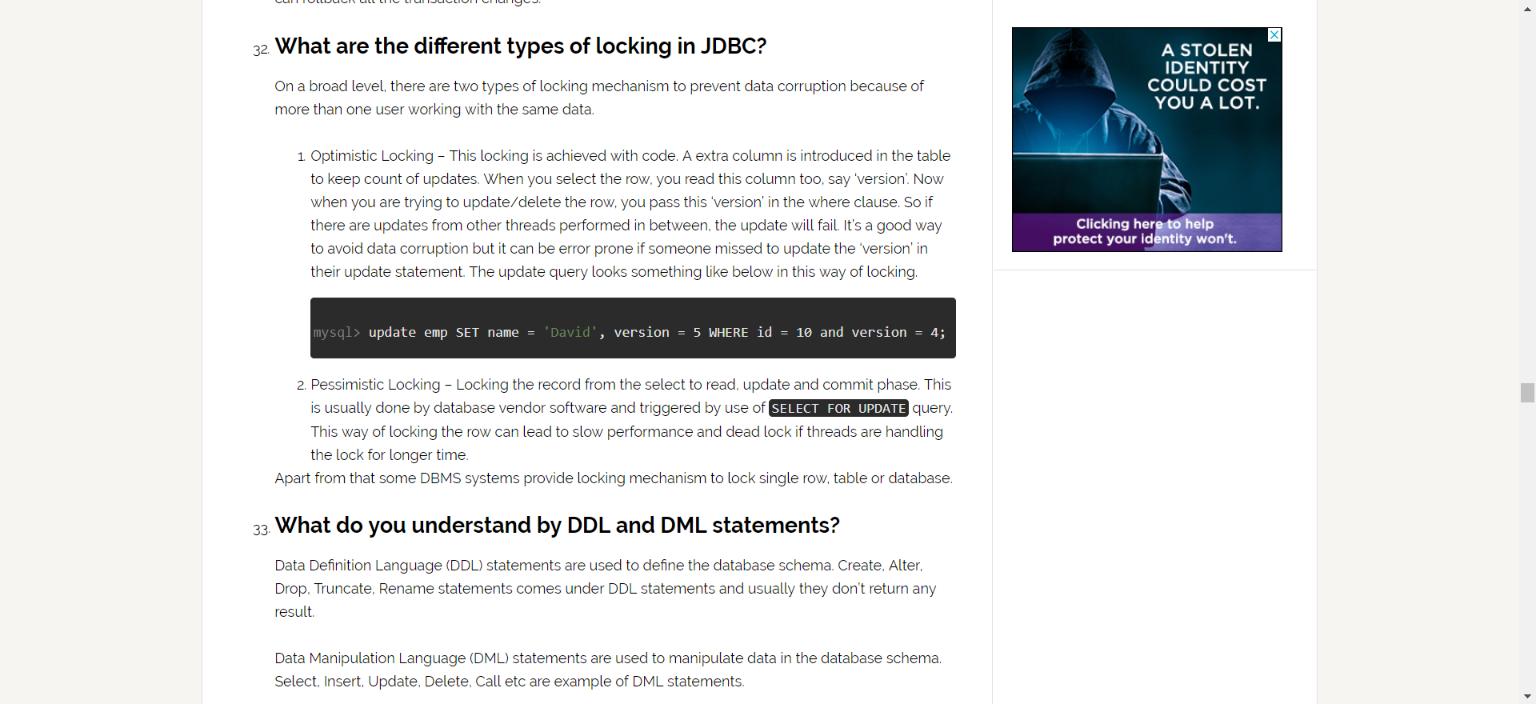 can rollback all the transaction changes.
32. What are the different types of locking in JDBC?
On a broad level, there are two types of locking mechanism to prevent data corruption because of
more than one user working with the same data.
1. Optimistic Locking – This locking is achieved with code. A extra column is introduced in the table
to keep count of updates. When you select the row, you read this column too, say ‘version’. Now
when you are trying to update/delete the row, you pass this ‘version’ in the where clause. So if
there are updates from other threads performed in between, the update will fail. It’s a good way
to avoid data corruption but it can be error prone if someone missed to update the ‘version’ in
their update statement. The update query looks something like below in this way of locking.
mysql> update emp SET name = 'David', version = 5 WHERE id = 10 and version = 4;
2. Pessimistic Locking – Locking the record from the select to read, update and commit phase. This
is usually done by database vendor software and triggered by use of SELECT FOR UPDATE query.
This way of locking the row can lead to slow performance and dead lock if threads are handling
the lock for longer time.
Apart from that some DBMS systems provide locking mechanism to lock single row, table or database.
33. What do you understand by DDL and DML statements?
Data Definition Language (DDL) statements are used to define the database schema. Create, Alter,
Drop, Truncate, Rename statements comes under DDL statements and usually they don’t return any
result.
Data Manipulation Language (DML) statements are used to manipulate data in the database schema.
Select, Insert, Update, Delete, Call etc are example of DML statements.
A STOLEN
IDENTITY
COULD COST
YOU A LOT.
Clicking here to help
protect your identity won't.